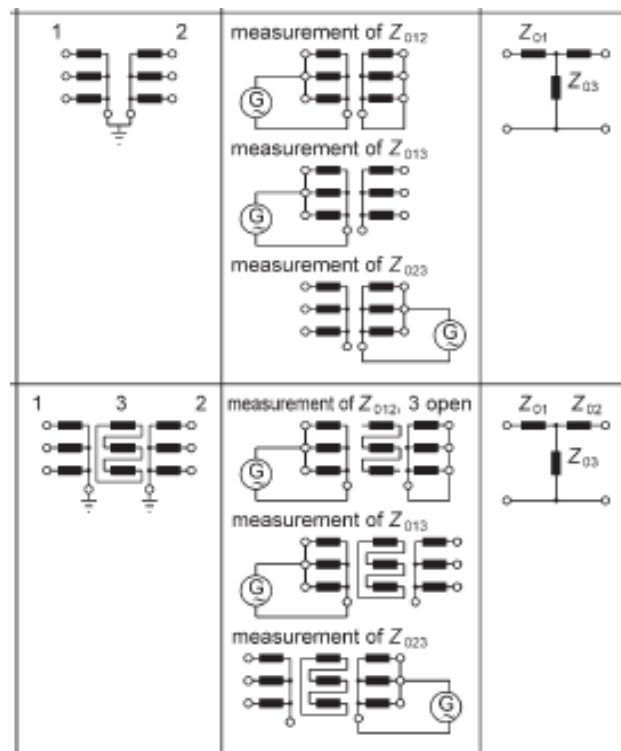 1 2
measurement of Z012
G
Z01
Z03
measurement of Z013
G
measurement of Z023
G
1 3 2
measurement of Z012, 3 open
G
Z01 Z02
Z03
measurement of Z013
G
measurement of Z023
G